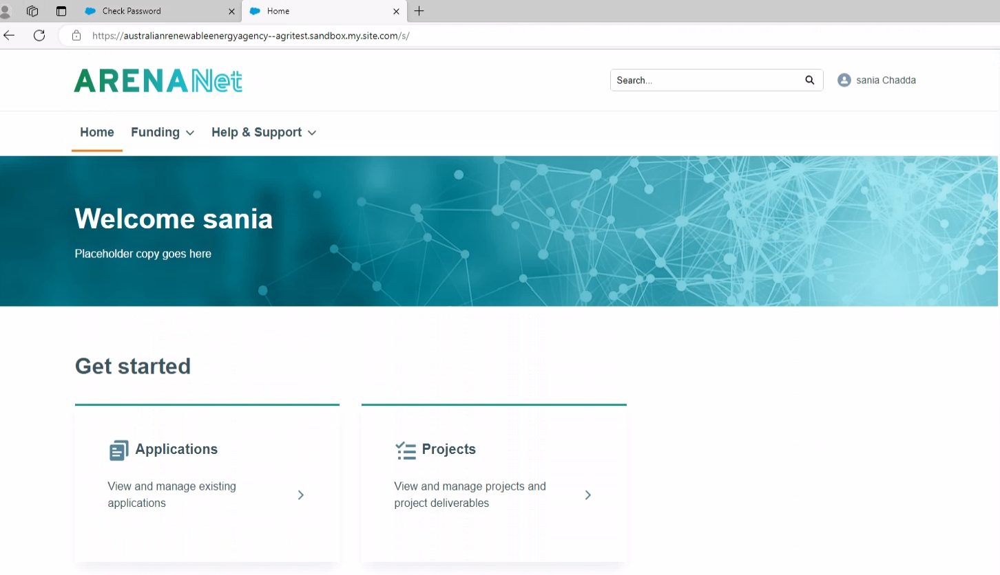 Check Password
Home
https://australianrenewableenergyagency--agritest.sandbox.my.site.com/s/
ARENANet
Search...
sania Chadda
Home
Funding
Help & Support
Welcome sania
Placeholder copy goes here
Get started
Applications
View and manage existing
applications
Projects
View and manage projects and
project deliverables